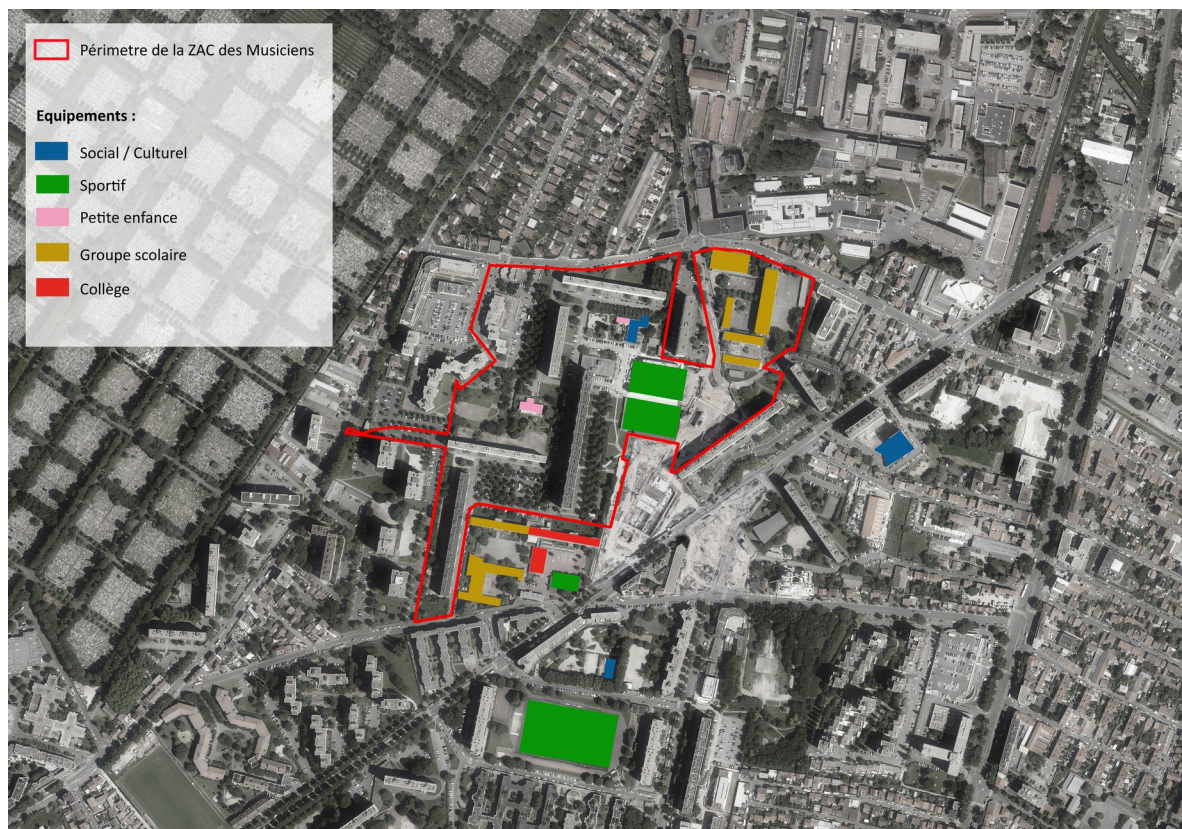 Périmetre de la ZAC des Musiciens
Equipements :
Social / Culturel
Sportif
Petite enfance
Groupe scolaire
Collège